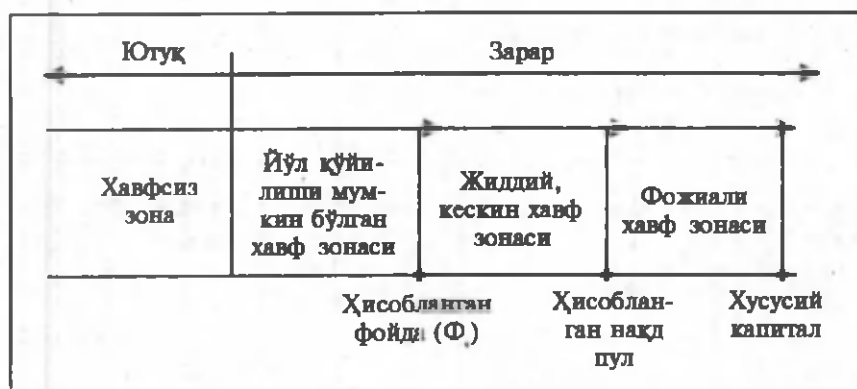 Ютуқ
Зарар
Хавфсиз
зона
Йўл қўйи-
лиши мум-
кин бўлган
хавф зонаси
Жиддий,
кескин хавф
зонаси
Фожиали
хавф зонаси
Ҳисобланган
фойда (Ф)
Ҳисоблан-
ган нақд
пул
Хусусий
капитал